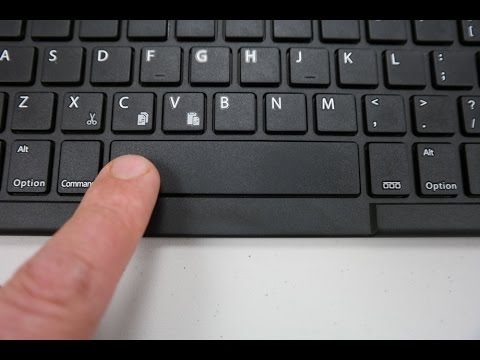 A S D F G H J K L : ;
Z X C V B N M < , > . ? /
Alt Option Command Alt Option